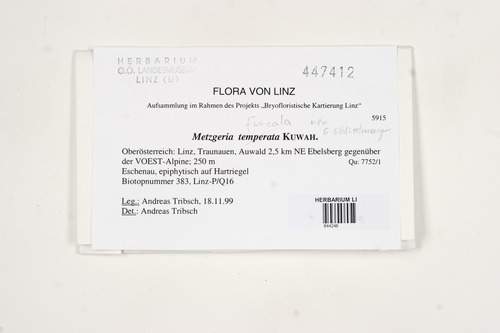 HERBARIUM
O.Ö. LANDESMUSEUM
LINZ (LI)
447412
FLORA VON LINZ
Aufsammlung im Rahmen des Projekts „Bryofloristische Kartierung Linz“
furcata rev.
5915
Metzgeria temperata KUWAH.
Oberösterreich: Linz, Traunauen, Auwald 2,5 km NE Ebelsberg gegenüber
der VOEST-Alpine; 250 m
Qu: 7752/1
Eschenau, epiphytisch auf Hartriegel
Biotopnummer 383, Linz-P/Q16
Leg.: Andreas Tribsch, 18.11.99
Det.: Andreas Tribsch
HERBARIUM LI
844246